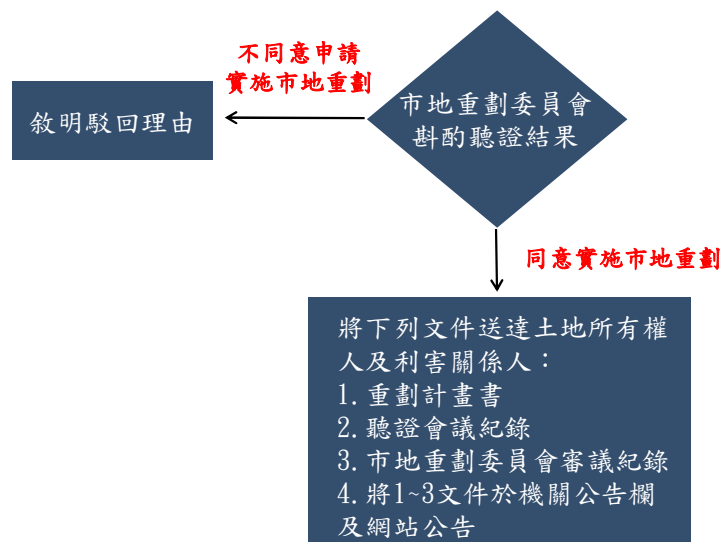 不同意申請
實施市地重劃
市地重劃委員會
斟酌聽證結果
敘明駁回理由
同意實施市地重劃
將下列文件送達土地所有權
人及利害關係人：
1. 重劃計畫書
2. 聽證會議紀錄
3. 市地重劃委員會審議紀錄
4. 將1~3文件於機關公告欄
及網站公告